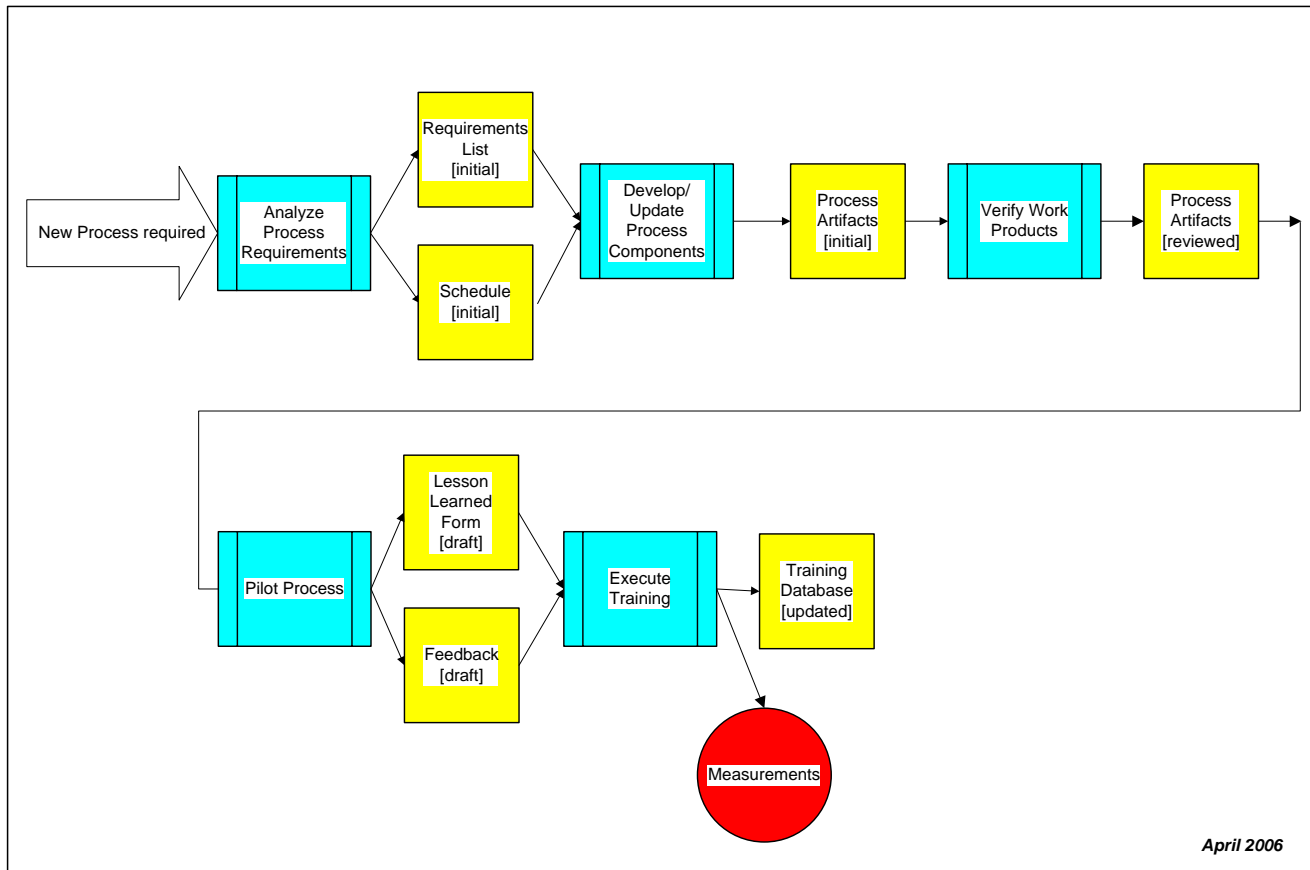 New Process required
Analyze
Process
Requirements
Requirements
List
[initial]
Schedule
[initial]
Develop/
Update
Process
Components
Process
Artifacts
[initial]
Verify Work
Products
Process
Artifacts
[reviewed]
Pilot Process
Lesson
Learned
Form
[draft]
Feedback
[draft]
Execute
Training
Training
Database
[updated]
Measurements
April 2006